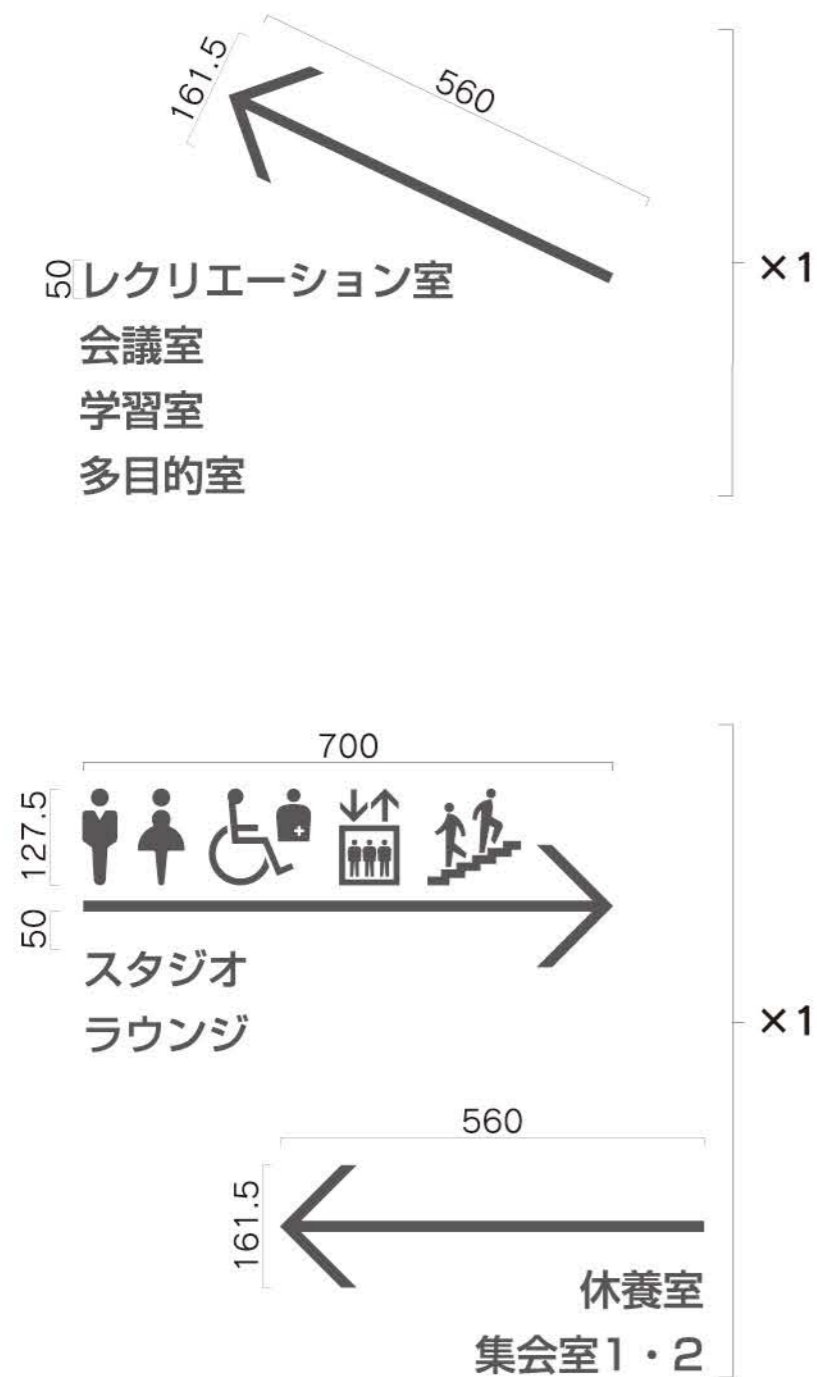 161.5
560
50
レクリエーション室
会議室
学習室
多目的室
×1
700
127.5
50
スタジオ
ラウンジ
×1
560
161.5
休養室
集会室1・2